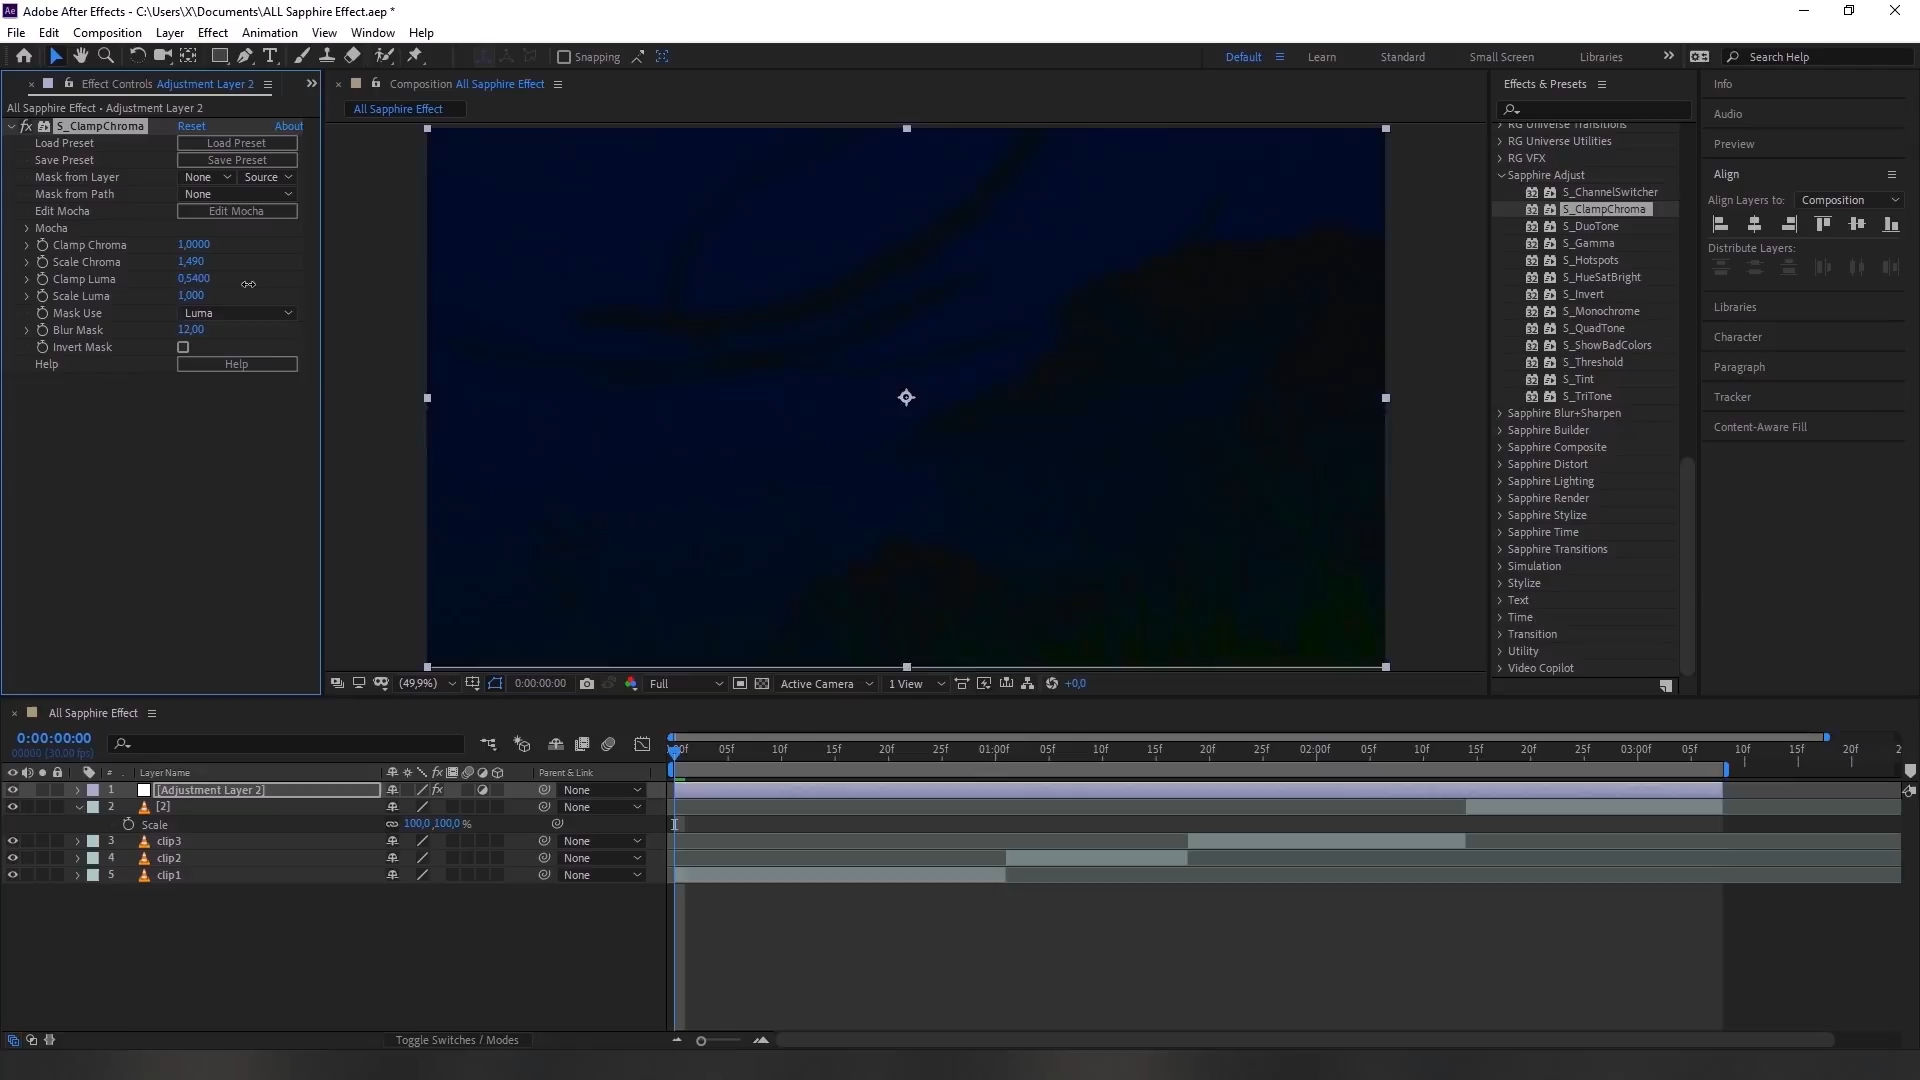 Adobe After Effects - C:\Users\X\Documents\ALL Sapphire Effect.aep *
File Edit Composition Layer Effect Animation View Window Help
Snapping
Default Learn Standard Small Screen Libraries Search Help
Effect Controls Adjustment Layer 2
All Sapphire Effect • Adjustment Layer 2
fx S_ClampChroma Reset About
Load Preset Load Preset
Save Preset Save Preset
Mask from Layer None Source
Mask from Path None
Edit Mocha Edit Mocha
Mocha
Clamp Chroma 1,0000
Scale Chroma 1,490
Clamp Luma 0,5400
Scale Luma 1,000
Mask Use Luma
Blur Mask 12,00
Invert Mask
Help Help
Composition All Sapphire Effect
All Sapphire Effect
(49,9%) 0:00:00:00 Full Active Camera 1 View +0,0
Effects & Presets
RG Universe Transitions
RG Universe Utilities
RG VFX
Sapphire Adjust
S_ChannelSwitcher
S_ClampChroma
S_DuoTone
S_Gamma
S_Hotspots
S_HueSatBright
S_Invert
S_Monochrome
S_QuadTone
S_ShowBadColors
S_Threshold
S_Tint
S_TriTone
Sapphire Blur+Sharpen
Sapphire Builder
Sapphire Composite
Sapphire Distort
Sapphire Lighting
Sapphire Render
Sapphire Stylize
Sapphire Time
Sapphire Transitions
Simulation
Stylize
Text
Time
Transition
Utility
Video Copilot
Info
Audio
Preview
Align
Align Layers to: Composition
Distribute Layers:
Libraries
Character
Paragraph
Tracker
Content-Aware Fill
All Sapphire Effect
0:00:00:00
00000 (30.00 fps)
:00f 05f 10f 15f 20f 25f 01:00f 05f 10f 15f 20f 25f 02:00f 05f 10f 15f 20f 25f 03:00f 05f 10f 15f 20f 2
# Layer Name fx Parent & Link
1 [Adjustment Layer 2] fx None
2 [2] None
Scale 100,0,100,0 %
3 clip3 None
4 clip2 None
5 clip1 None
Toggle Switches / Modes